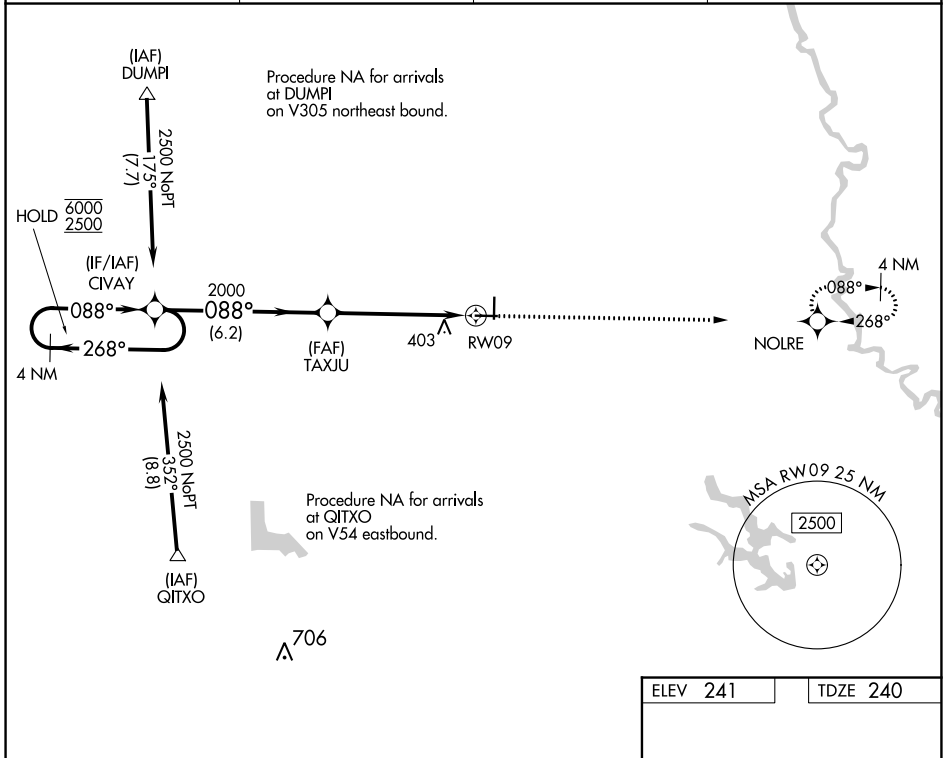 (IAF)
DUMPI
Procedure NA for arrivals
at DUMPI
on V305 northeast bound.
2500 NoPT
175°
(7.7)
HOLD 6000
2500
(IF/IAF)
CIVAY
088°
2000
088°
(6.2)
268°
4 NM
(FAF)
TAXJU
403
RW09
4 NM
088°
268°
NOLRE
2500 NoPT
352°
(8.8)
(IAF)
QITXO
Procedure NA for arrivals
at QITXO
on V54 eastbound.
MSA RW09 25 NM
2500
706
ELEV 241
TDZE 240